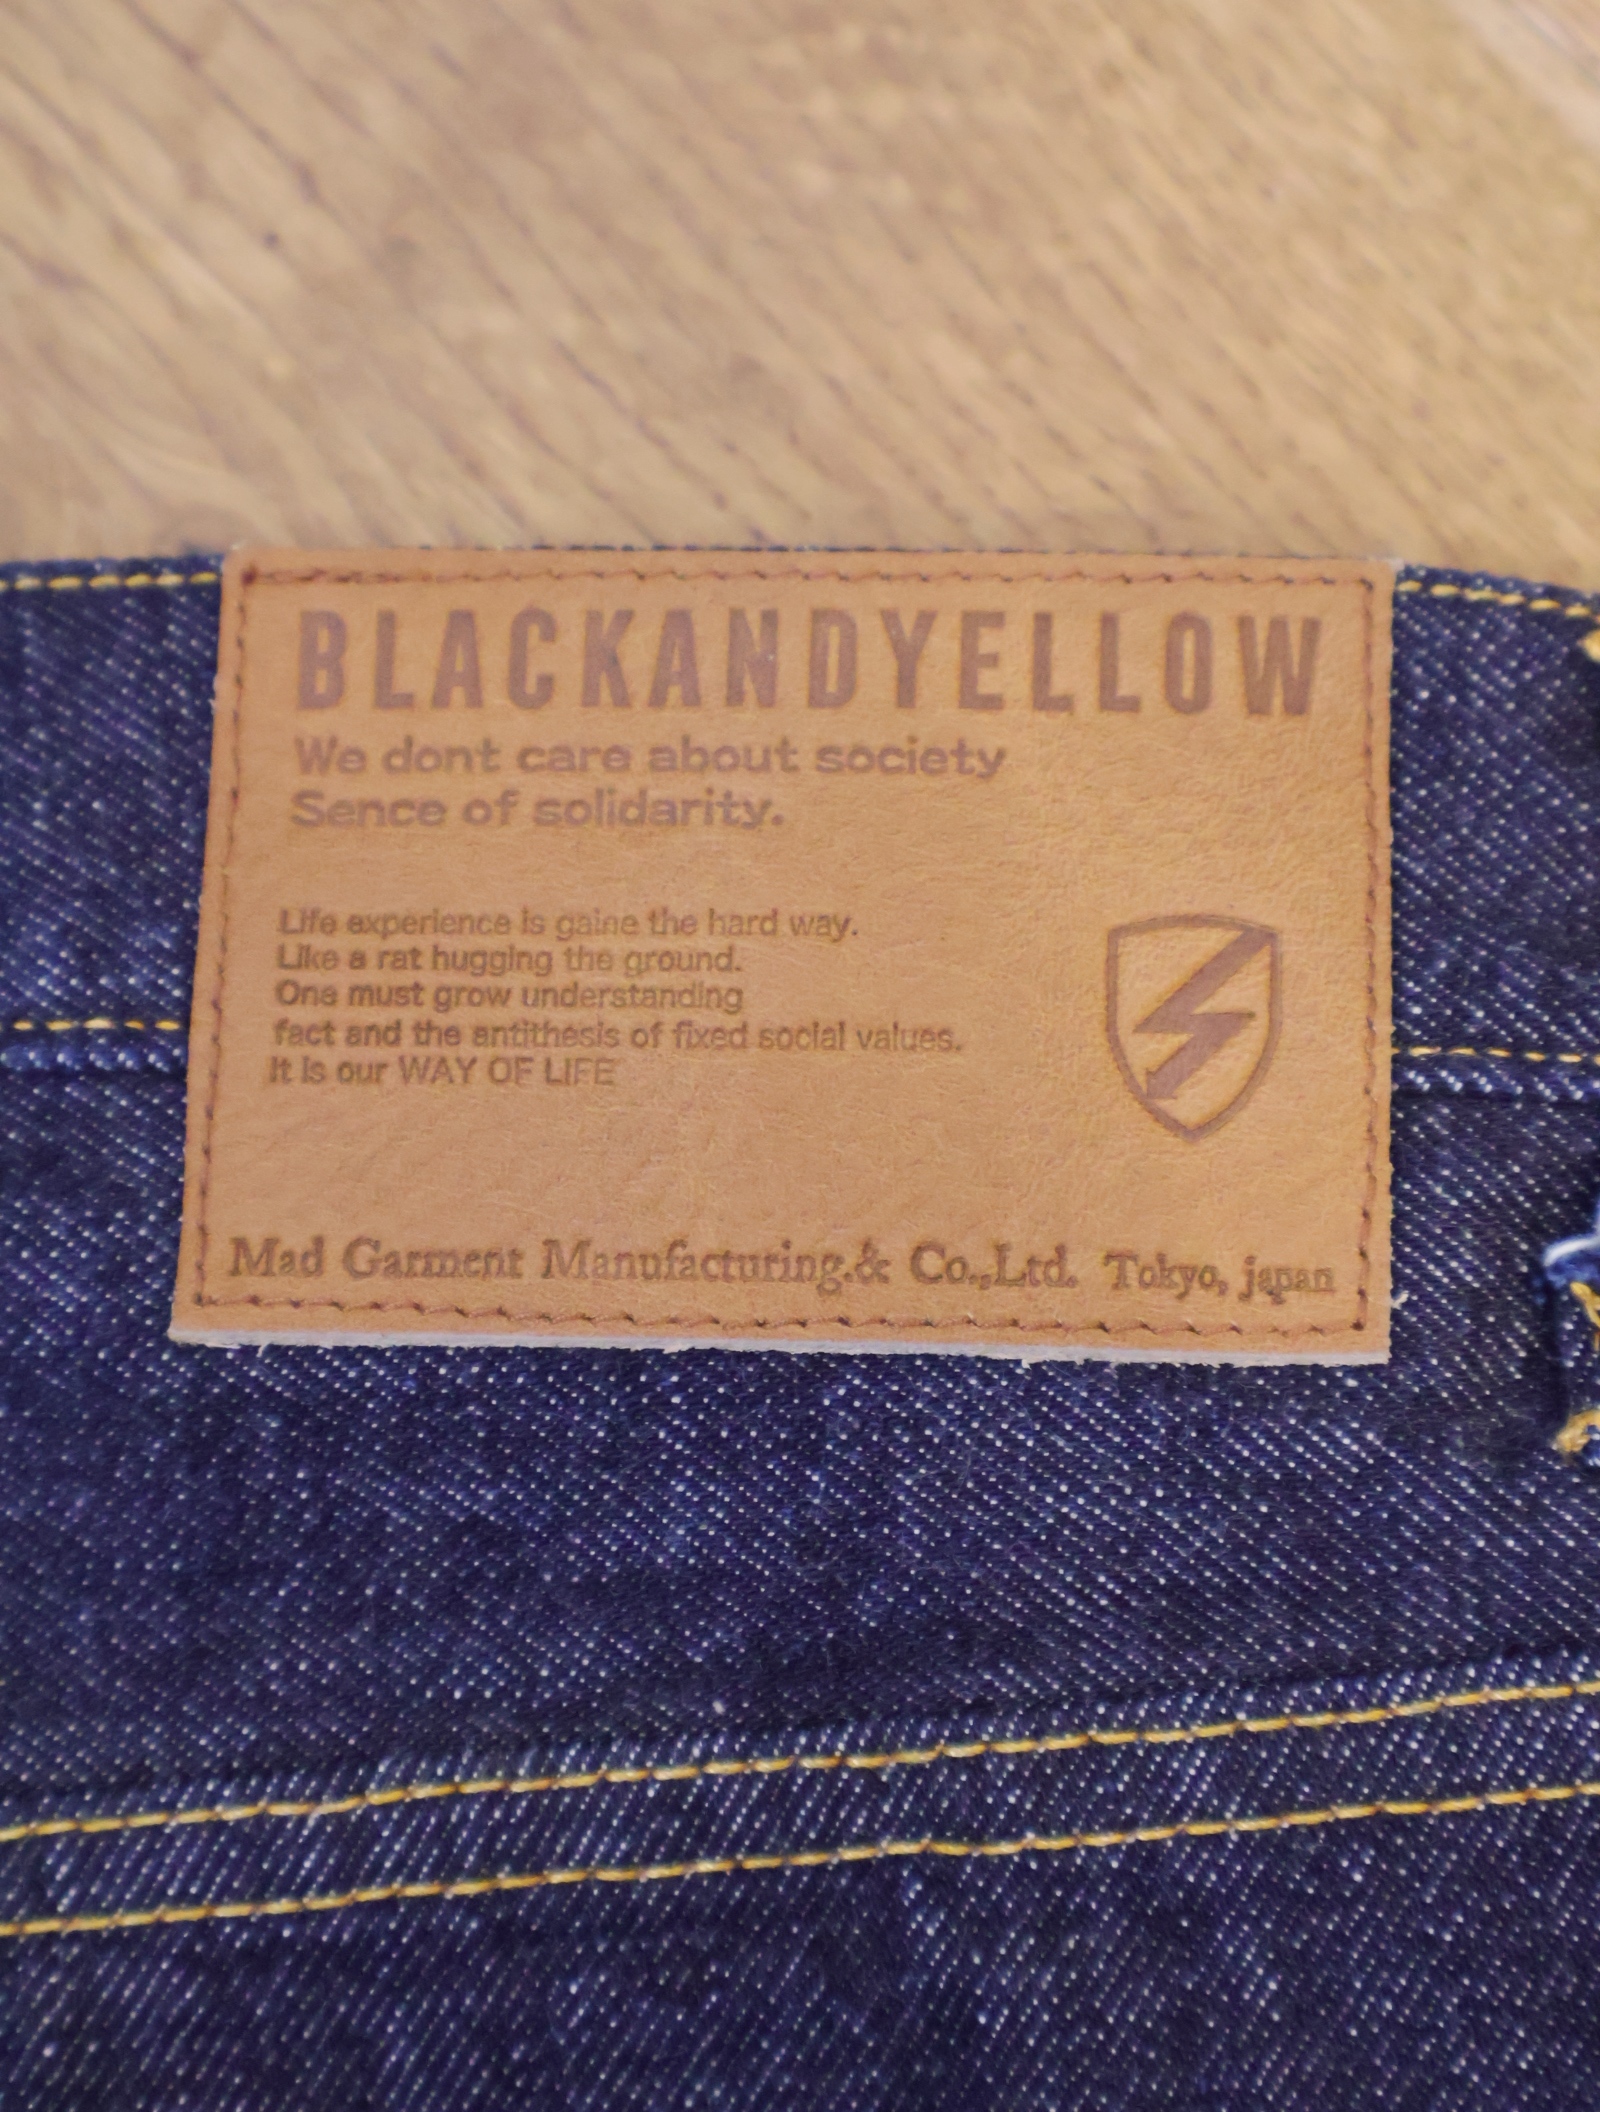 BLACKANDYELLOW
We dont care about society
Sence of solidarity.
Life experience is gaine the hard way.
Like a rat hugging the ground.
One must grow understanding
fact and the antithesis of fixed social values.
It is our WAY OF LIFE
Mad Garment Manufacturing.& Co.,Ltd. Tokyo, japan